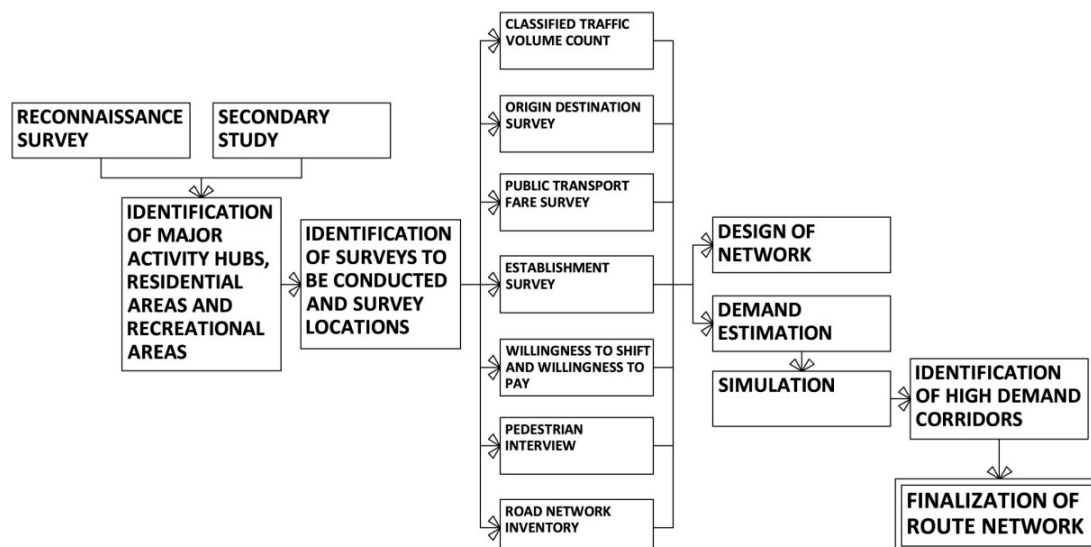 RECONNAISSANCE
SURVEY
SECONDARY
STUDY
IDENTIFICATION
OF MAJOR
ACTIVITY HUBS,
RESIDENTIAL
AREAS AND
RECREATIONAL
AREAS
IDENTIFICATION
OF SURVEYS TO
BE CONDUCTED
AND SURVEY
LOCATIONS
CLASSIFIED TRAFFIC
VOLUME COUNT
ORIGIN DESTINATION
SURVEY
PUBLIC TRANSPORT
FARE SURVEY
ESTABLISHMENT
SURVEY
WILLINGNESS TO SHIFT
AND WILLINGNESS TO
PAY
PEDESTRIAN
INTERVIEW
ROAD NETWORK
INVENTORY
DESIGN OF
NETWORK
DEMAND
ESTIMATION
SIMULATION
IDENTIFICATION
OF HIGH DEMAND
CORRIDORS
FINALIZATION OF
ROUTE NETWORK